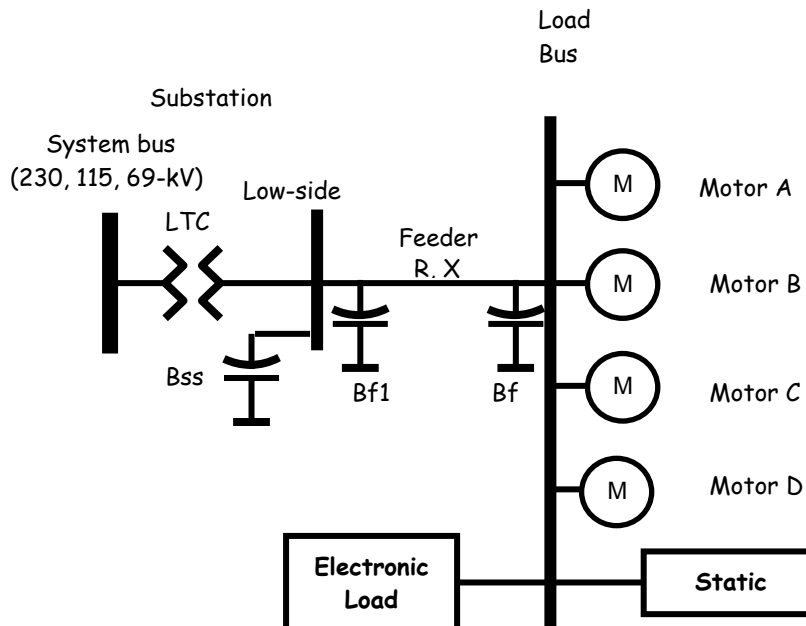 Load
Bus
Substation
System bus
(230, 115, 69-kV)
Low-side
LTC
Feeder
R, X
Bss
Bf1
Bf
M
Motor A
M
Motor B
M
Motor C
M
Motor D
Electronic
Load
Static